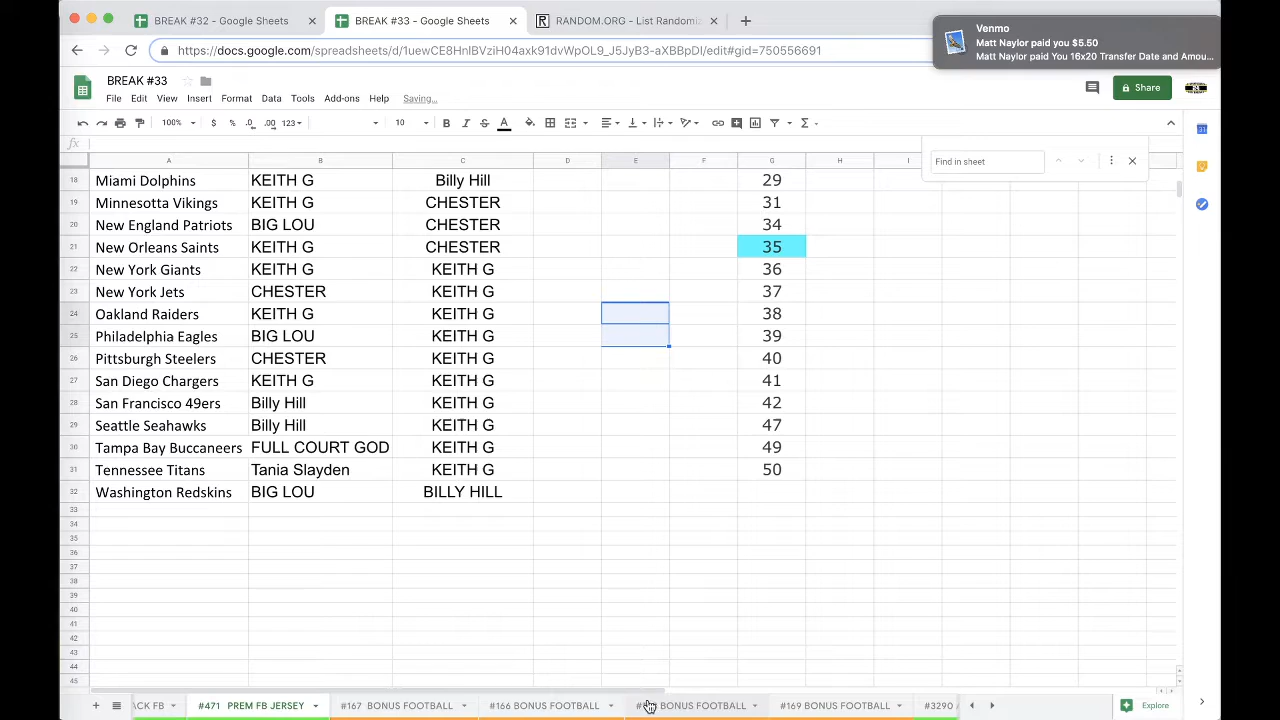 BREAK #32 - Google Sheets
BREAK #33 - Google Sheets
RANDOM.ORG - List Randomi
https://docs.google.com/spreadsheets/d/1uewCE8HnIBVziH04axk91dvWpOL9_J5JyB3-aXBBpDI/edit#gid=750556691
Venmo
Matt Naylor paid you $5.50
Matt Naylor paid You 16x20 Transfer Date and Amou...
BREAK #33
File Edit View Insert Format Data Tools Add-ons Help Saving...
Share
100% $ % .0 .00 123 10 B I S A
fx
Find in sheet
A B C D E F G H I
18 Miami Dolphins KEITH G Billy Hill 29
19 Minnesota Vikings KEITH G CHESTER 31
20 New England Patriots BIG LOU CHESTER 34
21 New Orleans Saints KEITH G CHESTER 35
22 New York Giants KEITH G KEITH G 36
23 New York Jets CHESTER KEITH G 37
24 Oakland Raiders KEITH G KEITH G 38
25 Philadelphia Eagles BIG LOU KEITH G 39
26 Pittsburgh Steelers CHESTER KEITH G 40
27 San Diego Chargers KEITH G KEITH G 41
28 San Francisco 49ers Billy Hill KEITH G 42
29 Seattle Seahawks Billy Hill KEITH G 47
30 Tampa Bay Buccaneers FULL COURT GOD KEITH G 49
31 Tennessee Titans Tania Slayden KEITH G 50
32 Washington Redskins BIG LOU BILLY HILL
33
34
35
36
37
38
39
40
41
42
43
44
45
ACK FB #471 PREM FB JERSEY #167 BONUS FOOTBALL #166 BONUS FOOTBALL BONUS FOOTBALL #169 BONUS FOOTBALL #3290 Explore